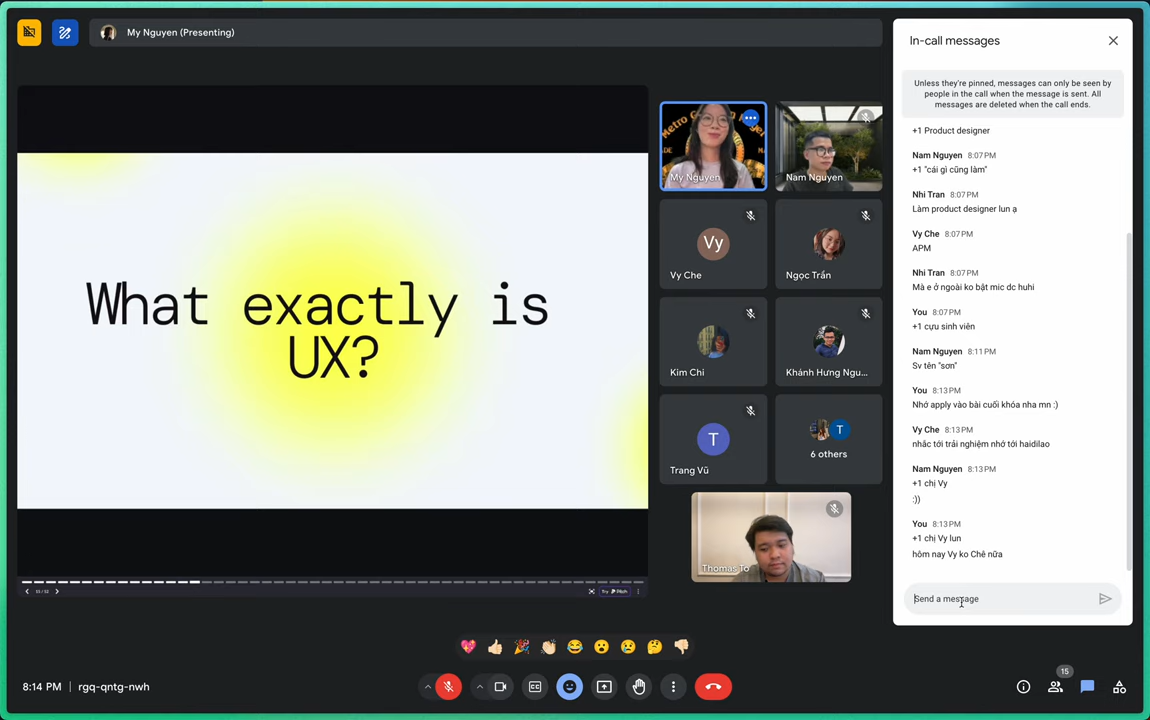 My Nguyen (Presenting)
What exactly is
UX?
My Nguyen
Nam Nguyen
Vy
Vy Che
Ngọc Trần
Kim Chi
Khánh Hưng Ngu...
T
Trang Vũ
T
6 others
Thomas To
In-call messages
Unless they're pinned, messages can only be seen by
people in the call when the message is sent. All
messages are deleted when the call ends.
+1 Product designer
Nam Nguyen 8:07 PM
+1 "cái gì cũng làm"
Nhi Tran 8:07 PM
Làm product designer lun ạ
Vy Che 8:07 PM
APM
Nhi Tran 8:07 PM
Mà e ở ngoài ko bật mic dc huhi
You 8:07 PM
+1 cựu sinh viên
Nam Nguyen 8:11 PM
Sv tên "sơn"
You 8:13 PM
Nhớ apply vào bài cuối khóa nha mn :)
Vy Che 8:13 PM
nhắc tới trải nghiệm nhớ tới haidilao
Nam Nguyen 8:13 PM
+1 chị Vy
:))
You 8:13 PM
+1 chị Vy lun
hôm nay Vy ko Chê nữa
Send a message
Try Pitch
8:14 PM | rgq-qntg-nwh
15